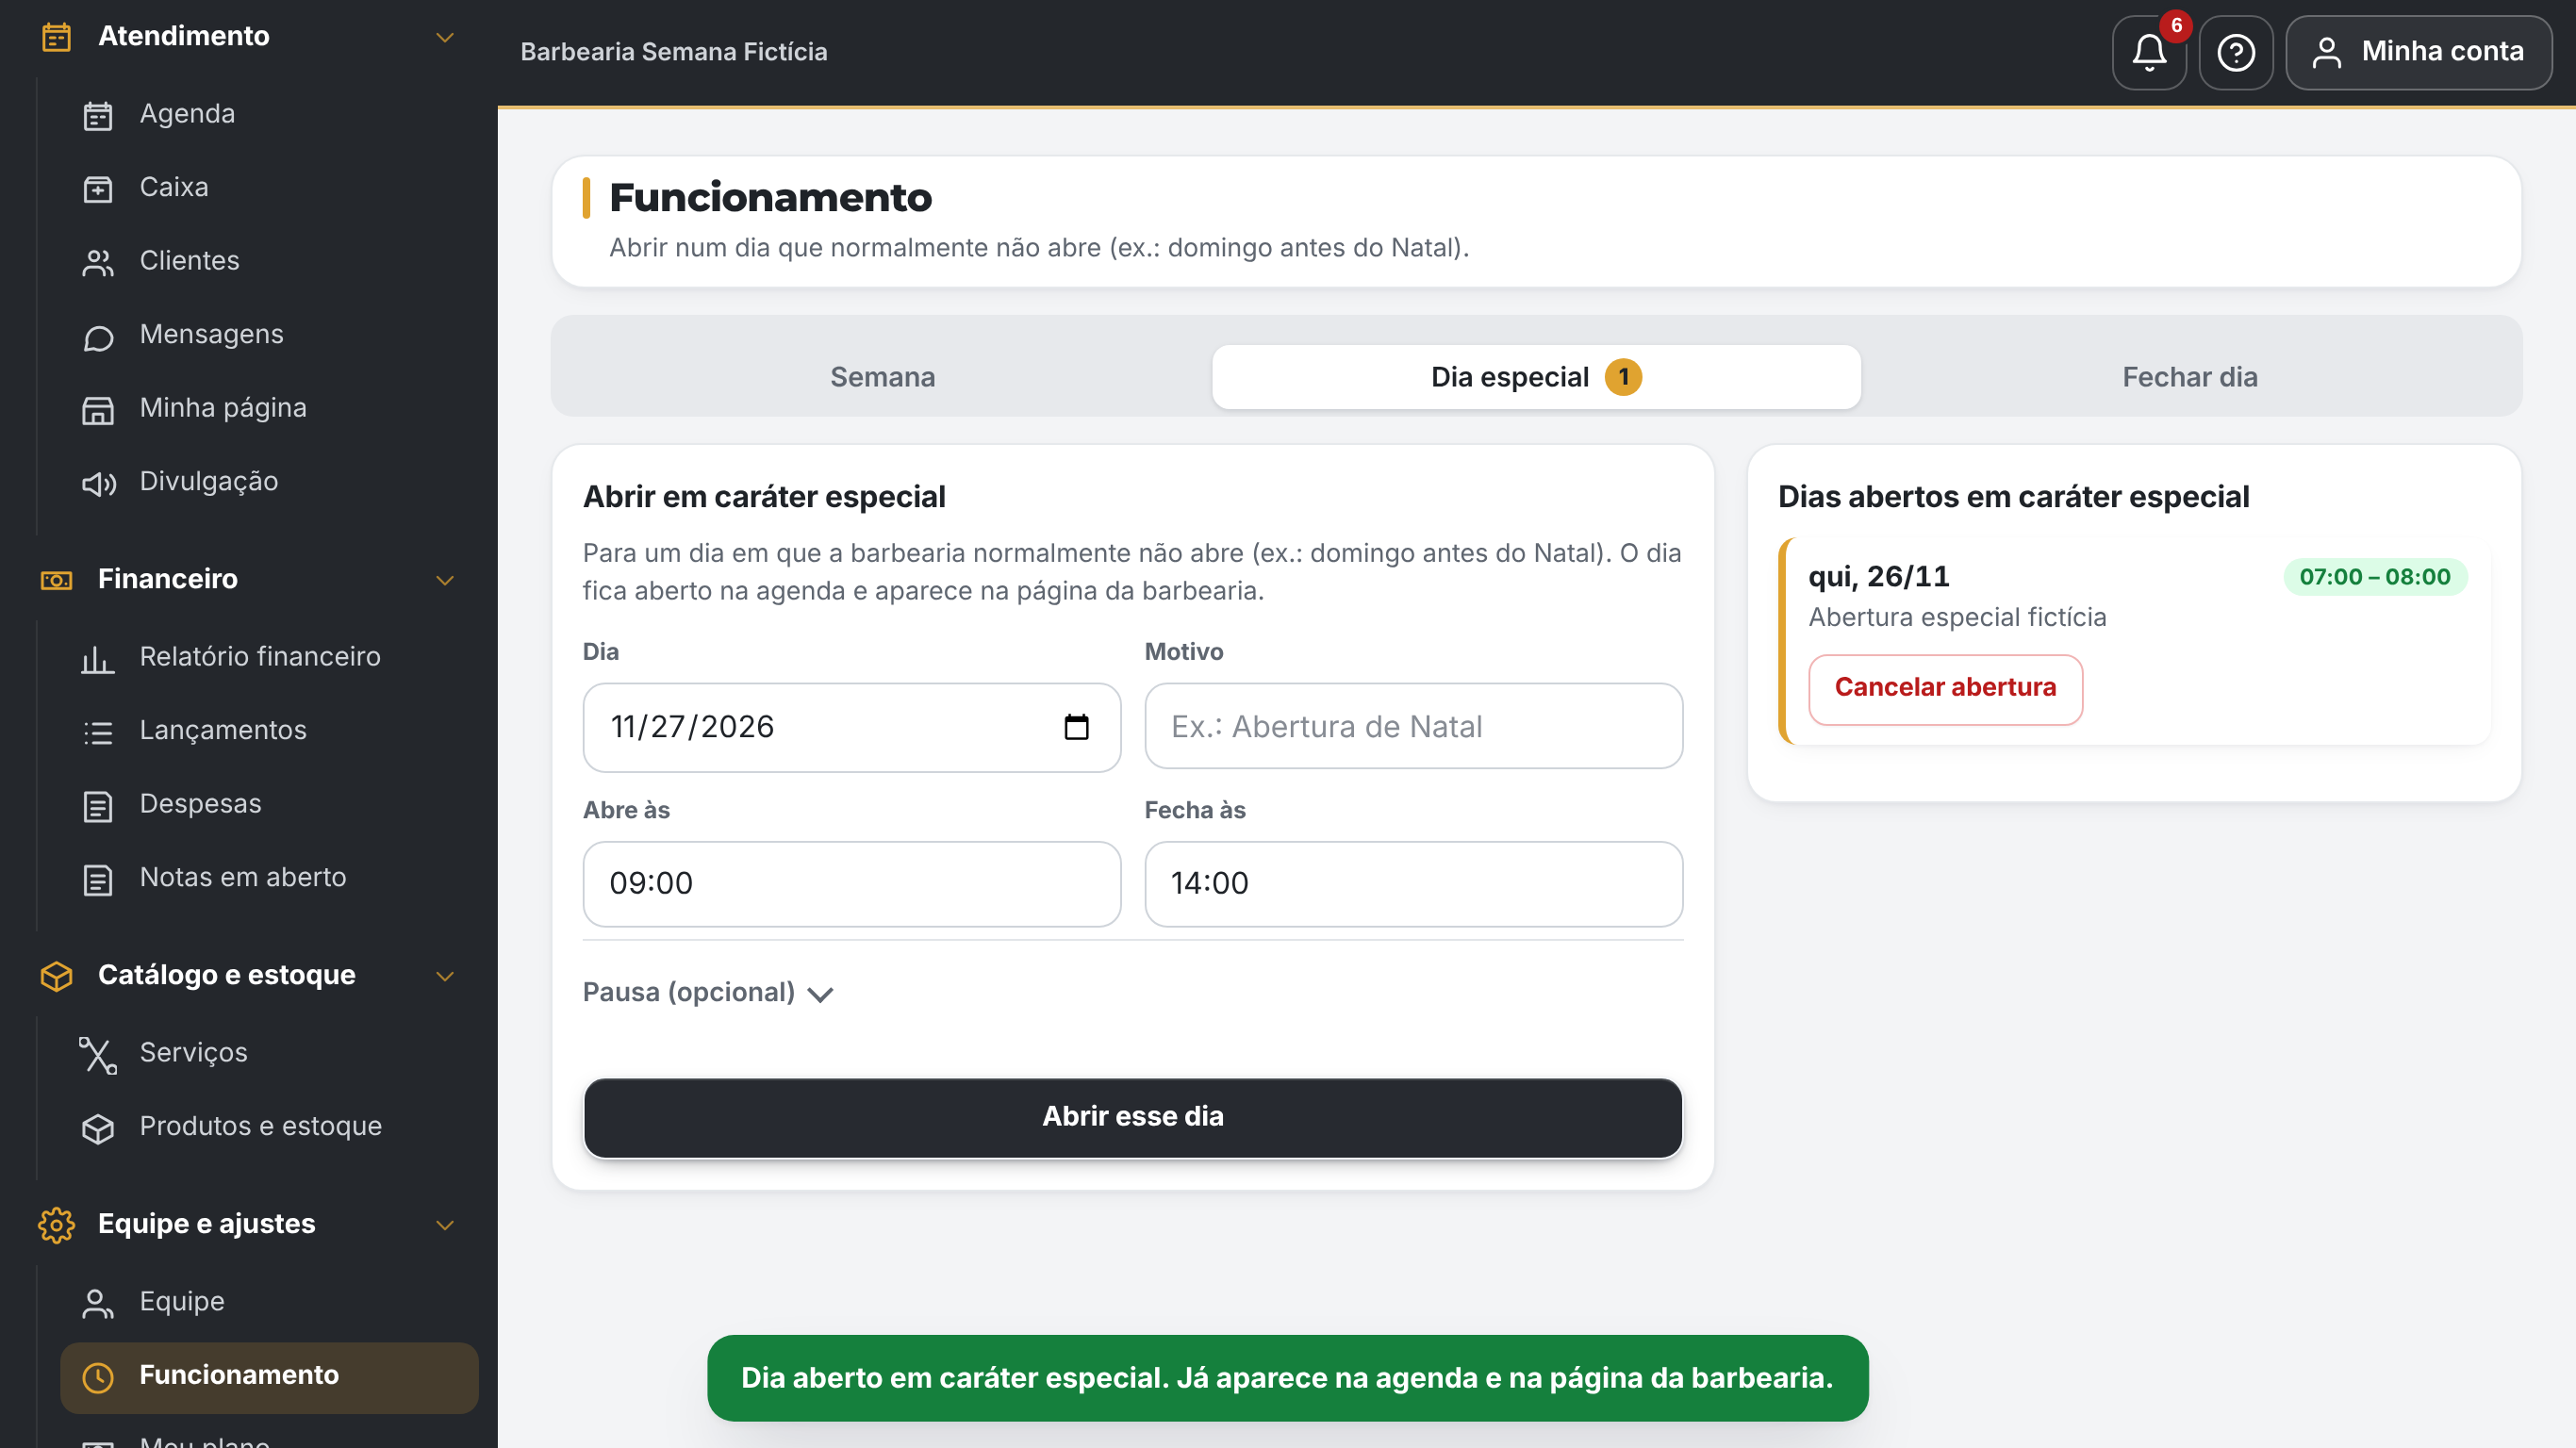 Atendimento
Agenda
Caixa
Clientes
Mensagens
Minha página
Divulgação
Financeiro
Relatório financeiro
Lançamentos
Despesas
Notas em aberto
Catálogo e estoque
Serviços
Produtos e estoque
Equipe e ajustes
Equipe
Funcionamento
Meu plano
Barbearia Semana Fictícia
6
Minha conta
Funcionamento
Abrir num dia que normalmente não abre (ex.: domingo antes do Natal).
Semana
Dia especial 1
Fechar dia
Abrir em caráter especial
Para um dia em que a barbearia normalmente não abre (ex.: domingo antes do Natal). O dia
fica aberto na agenda e aparece na página da barbearia.
Dia
Motivo
11/27/2026
Ex.: Abertura de Natal
Abre às
Fecha às
09:00
14:00
Pausa (opcional)
Abrir esse dia
Dias abertos em caráter especial
qui, 26/11
07:00 – 08:00
Abertura especial fictícia
Cancelar abertura
Dia aberto em caráter especial. Já aparece na agenda e na página da barbearia.